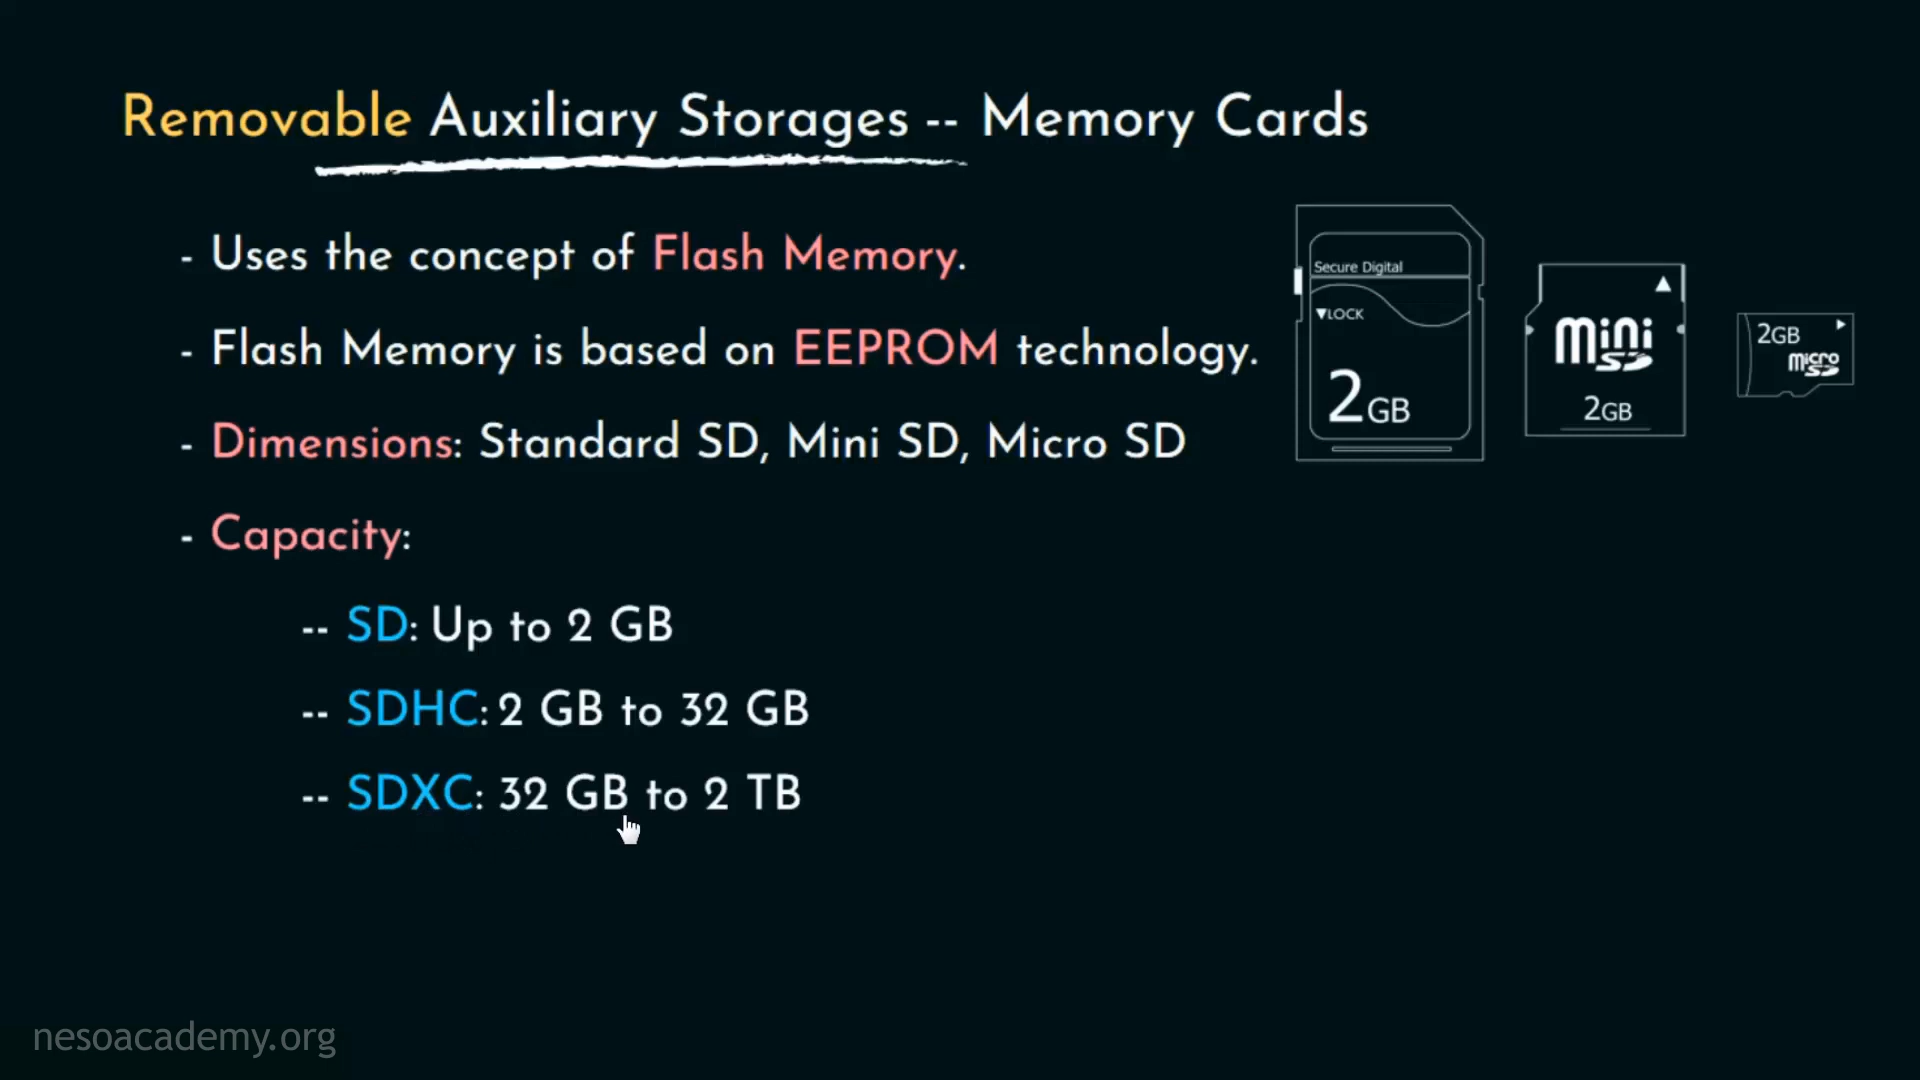 Removable Auxiliary Storages -- Memory Cards
- Uses the concept of Flash Memory.
- Flash Memory is based on EEPROM technology.
- Dimensions: Standard SD, Mini SD, Micro SD
- Capacity:
-- SD: Up to 2 GB
-- SDHC: 2 GB to 32 GB
-- SDXC: 32 GB to 2 TB
Secure Digital
▼LOCK
2GB
mini
SD
2GB
2GB
micro
SD
nesoacademy.org